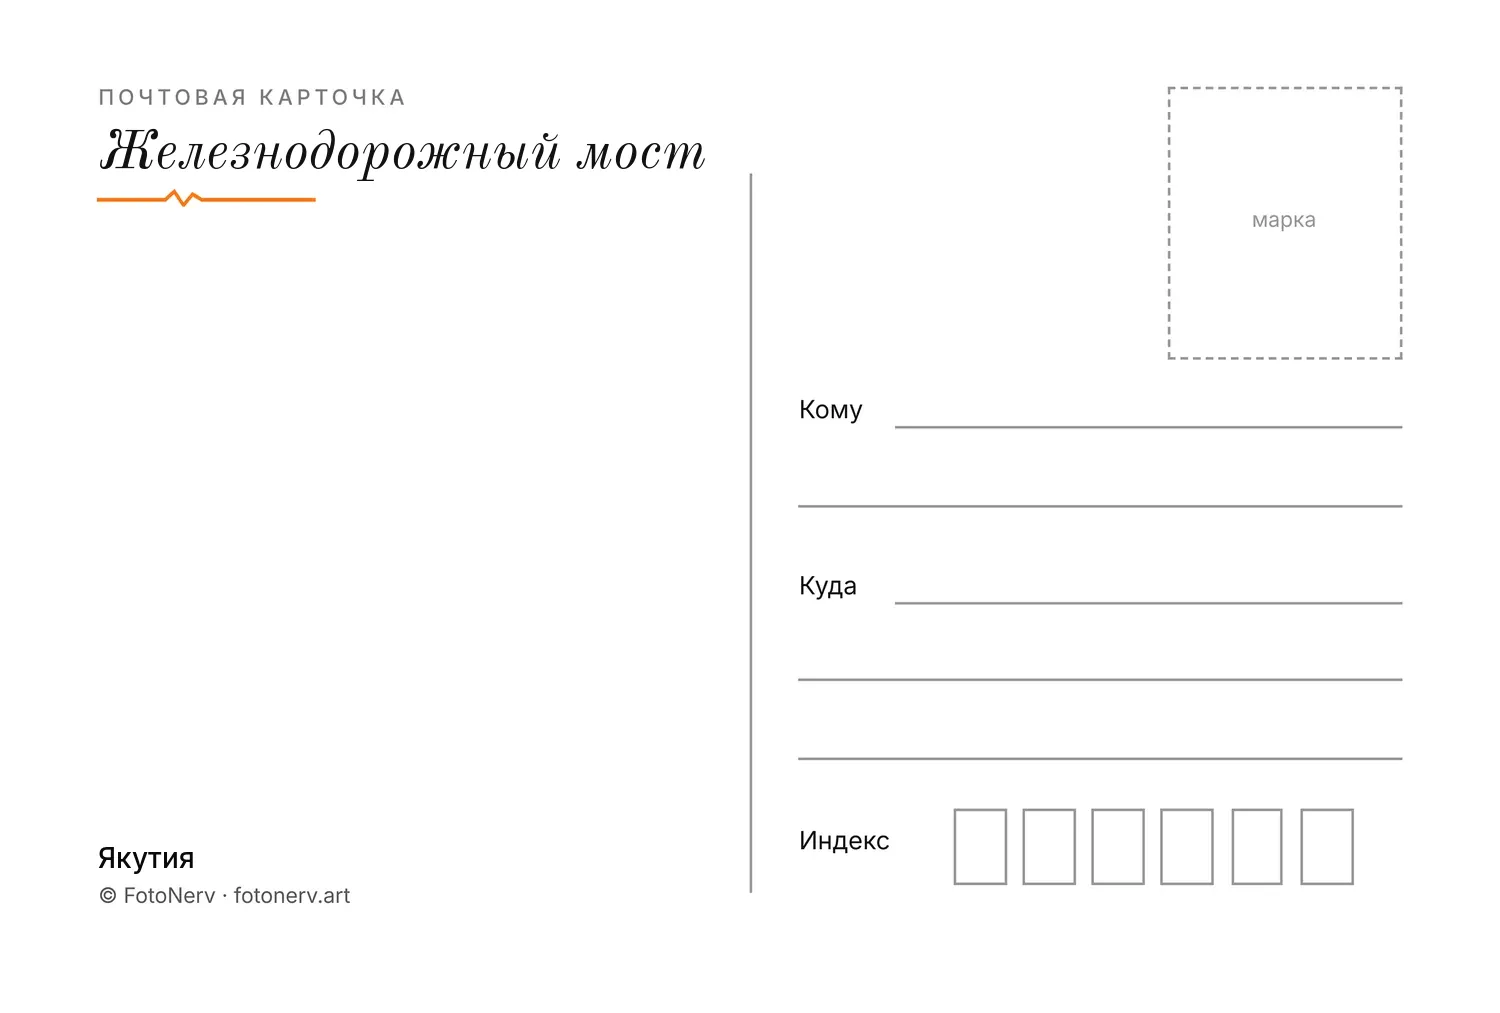 ПОЧТОВАЯ КАРТОЧКА
Железнодорожный мост
марка
Кому
Куда
Индекс
Якутия
© FotoNerv · fotonerv.art